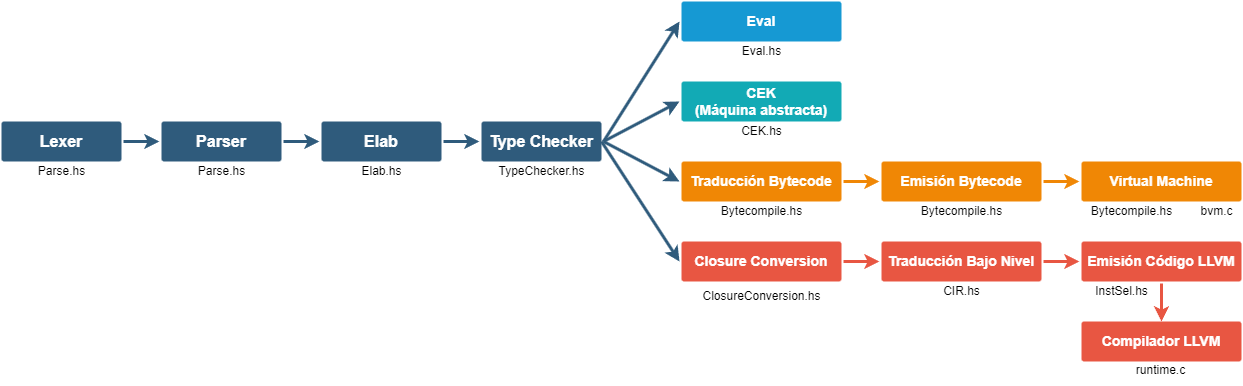 Eval
Eval.hs
CEK
(Máquina abstracta)
CEK.hs
Lexer
Parse.hs
Parser
Parse.hs
Elab
Elab.hs
Type Checker
TypeChecker.hs
Traducción Bytecode
Bytecompile.hs
Emisión Bytecode
Bytecompile.hs
Virtual Machine
Bytecompile.hs bvm.c
Closure Conversion
ClosureConversion.hs
Traducción Bajo Nivel
CIR.hs
Emisión Código LLVM
InstSel.hs
Compilador LLVM
runtime.c